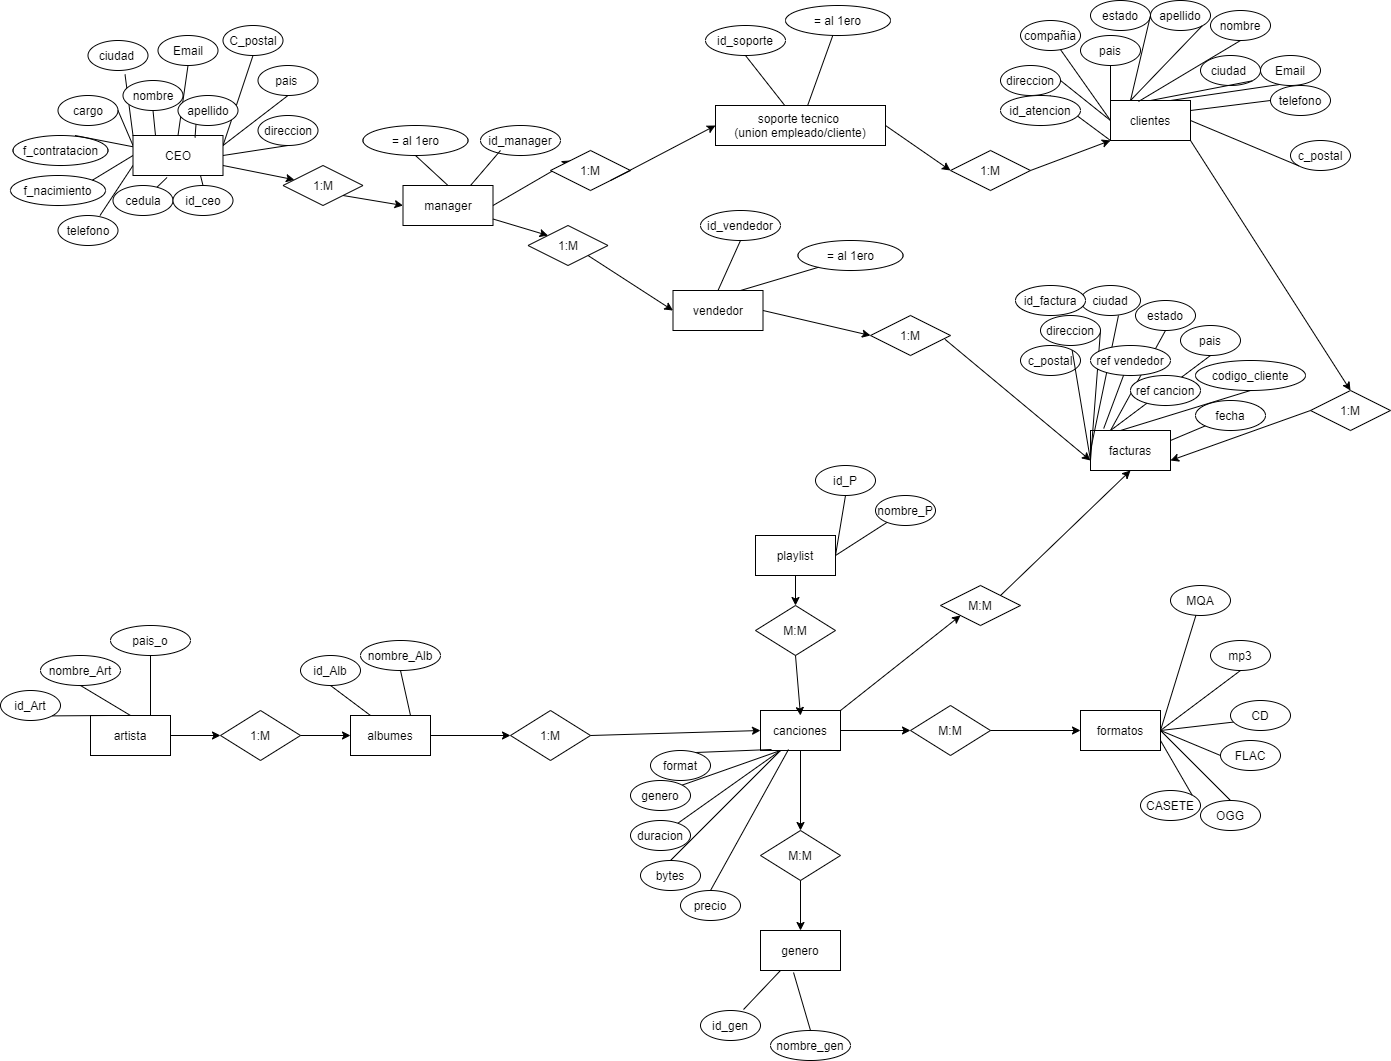 = al 1ero
estado
apellido
nombre
compañia
id_soporte
ciudad
Email
C_postal
pais
ciudad
Email
pais
direccion
telefono
cargo
nombre
apellido
id_atencion
soporte tecnico
(union empleado/cliente)
clientes
direccion
= al 1ero
id_manager
f_contratacion
CEO
c_postal
1:M
1:M
1:M
f_nacimiento
cedula
id_ceo
manager
telefono
id_vendedor
1:M
= al 1ero
id_factura
ciudad
vendedor
estado
direccion
1:M
pais
c_postal
ref vendedor
codigo_cliente
ref cancion
1:M
fecha
facturas
id_P
nombre_P
playlist
M:M
MQA
M:M
pais_o
nombre_Art
id_Alb
nombre_Alb
mp3
id_Art
CD
artista
1:M
albumes
1:M
canciones
M:M
formatos
format
FLAC
genero
CASETE
OGG
duracion
M:M
bytes
precio
genero
id_gen
nombre_gen